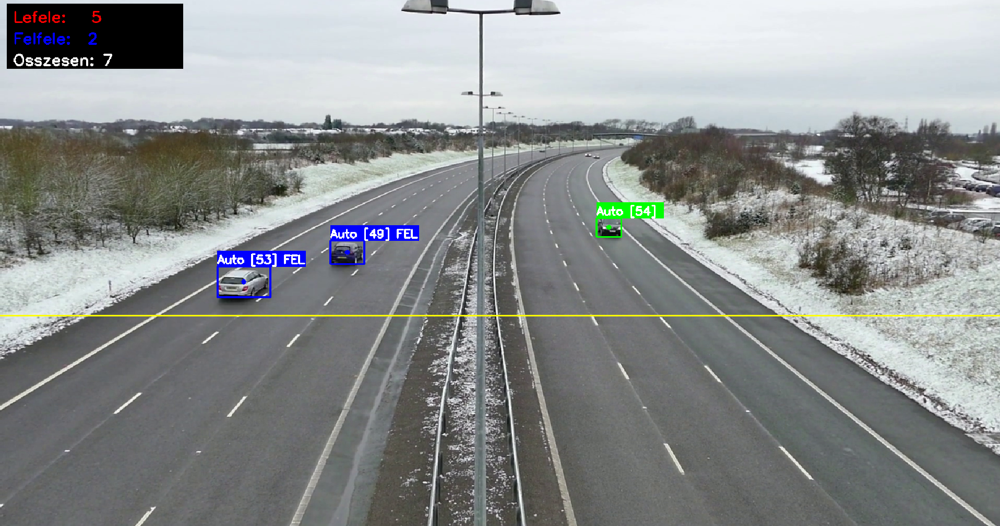 Lefele: 5
Felfele: 2
Osszesen: 7
Auto [54]
Auto [49] FEL
Auto [53] FEL